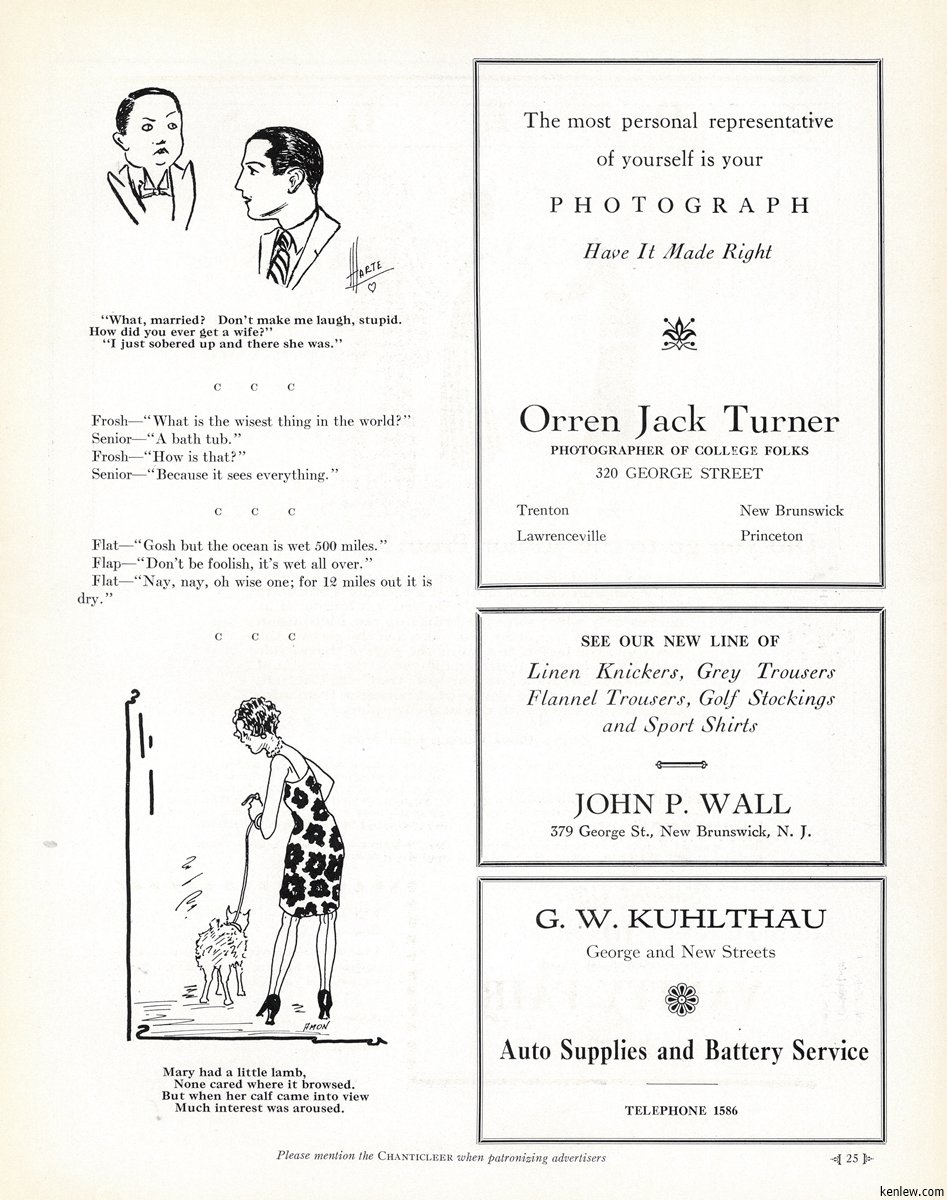 HARTE
"What, married? Don't make me laugh, stupid.
How did you ever get a wife?"
"I just sobered up and there she was."
C C C
Frosh—"What is the wisest thing in the world?"
Senior—"A bath tub."
Frosh—"How is that?"
Senior—"Because it sees everything."
C C C
Flat—"Gosh but the ocean is wet 500 miles."
Flap—"Don't be foolish, it's wet all over."
Flat—"Nay, nay, oh wise one; for 12 miles out it is
dry."
C C C
AMON
Mary had a little lamb,
None cared where it browsed.
But when her calf came into view
Much interest was aroused.
The most personal representative
of yourself is your
PHOTOGRAPH
Have It Made Right
Orren Jack Turner
PHOTOGRAPHER OF COLLEGE FOLKS
320 GEORGE STREET
Trenton New Brunswick
Lawrenceville Princeton
SEE OUR NEW LINE OF
Linen Knickers, Grey Trousers
Flannel Trousers, Golf Stockings
and Sport Shirts
JOHN P. WALL
379 George St., New Brunswick, N. J.
G. W. KUHLTHAU
George and New Streets
Auto Supplies and Battery Service
TELEPHONE 1586
Please mention the CHANTICLEER when patronizing advertisers
25
kenlew.com